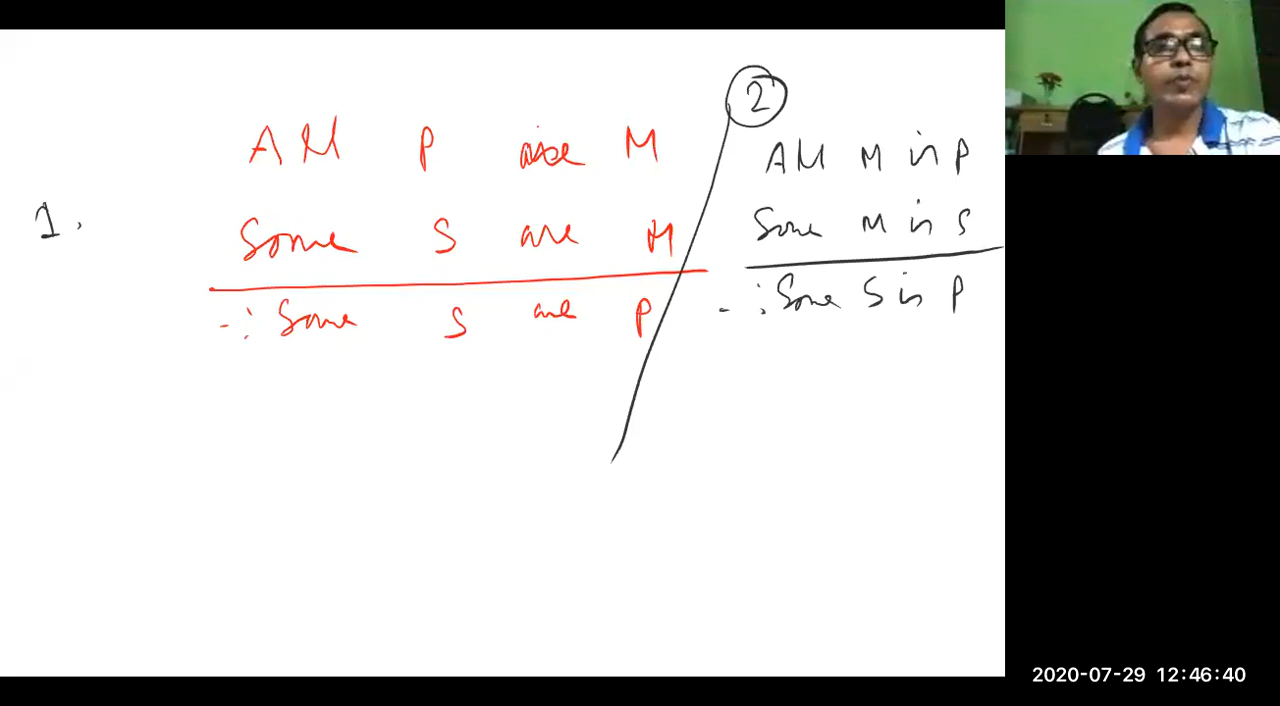 1.
All P are M
Some S are M
∴ Some S are P
2
All M is P
Some M is S
∴ Some S is P
2020-07-29 12:46:40